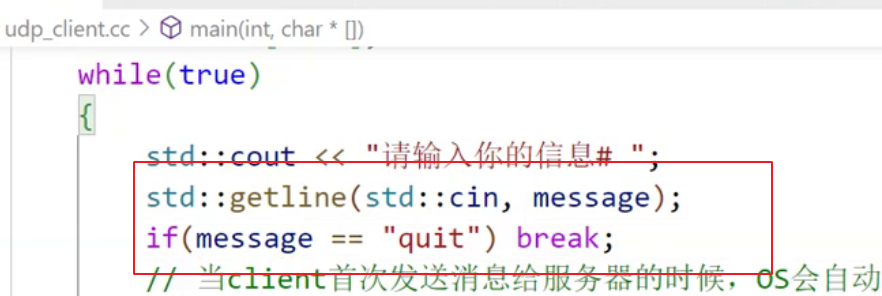 udp_client.cc > main(int, char * [])
while(true)
{
std::cout << "请输入你的信息# ";
std::getline(std::cin, message);
if(message == "quit") break;
// 当client首次发送消息给服务器的时候，OS会自动